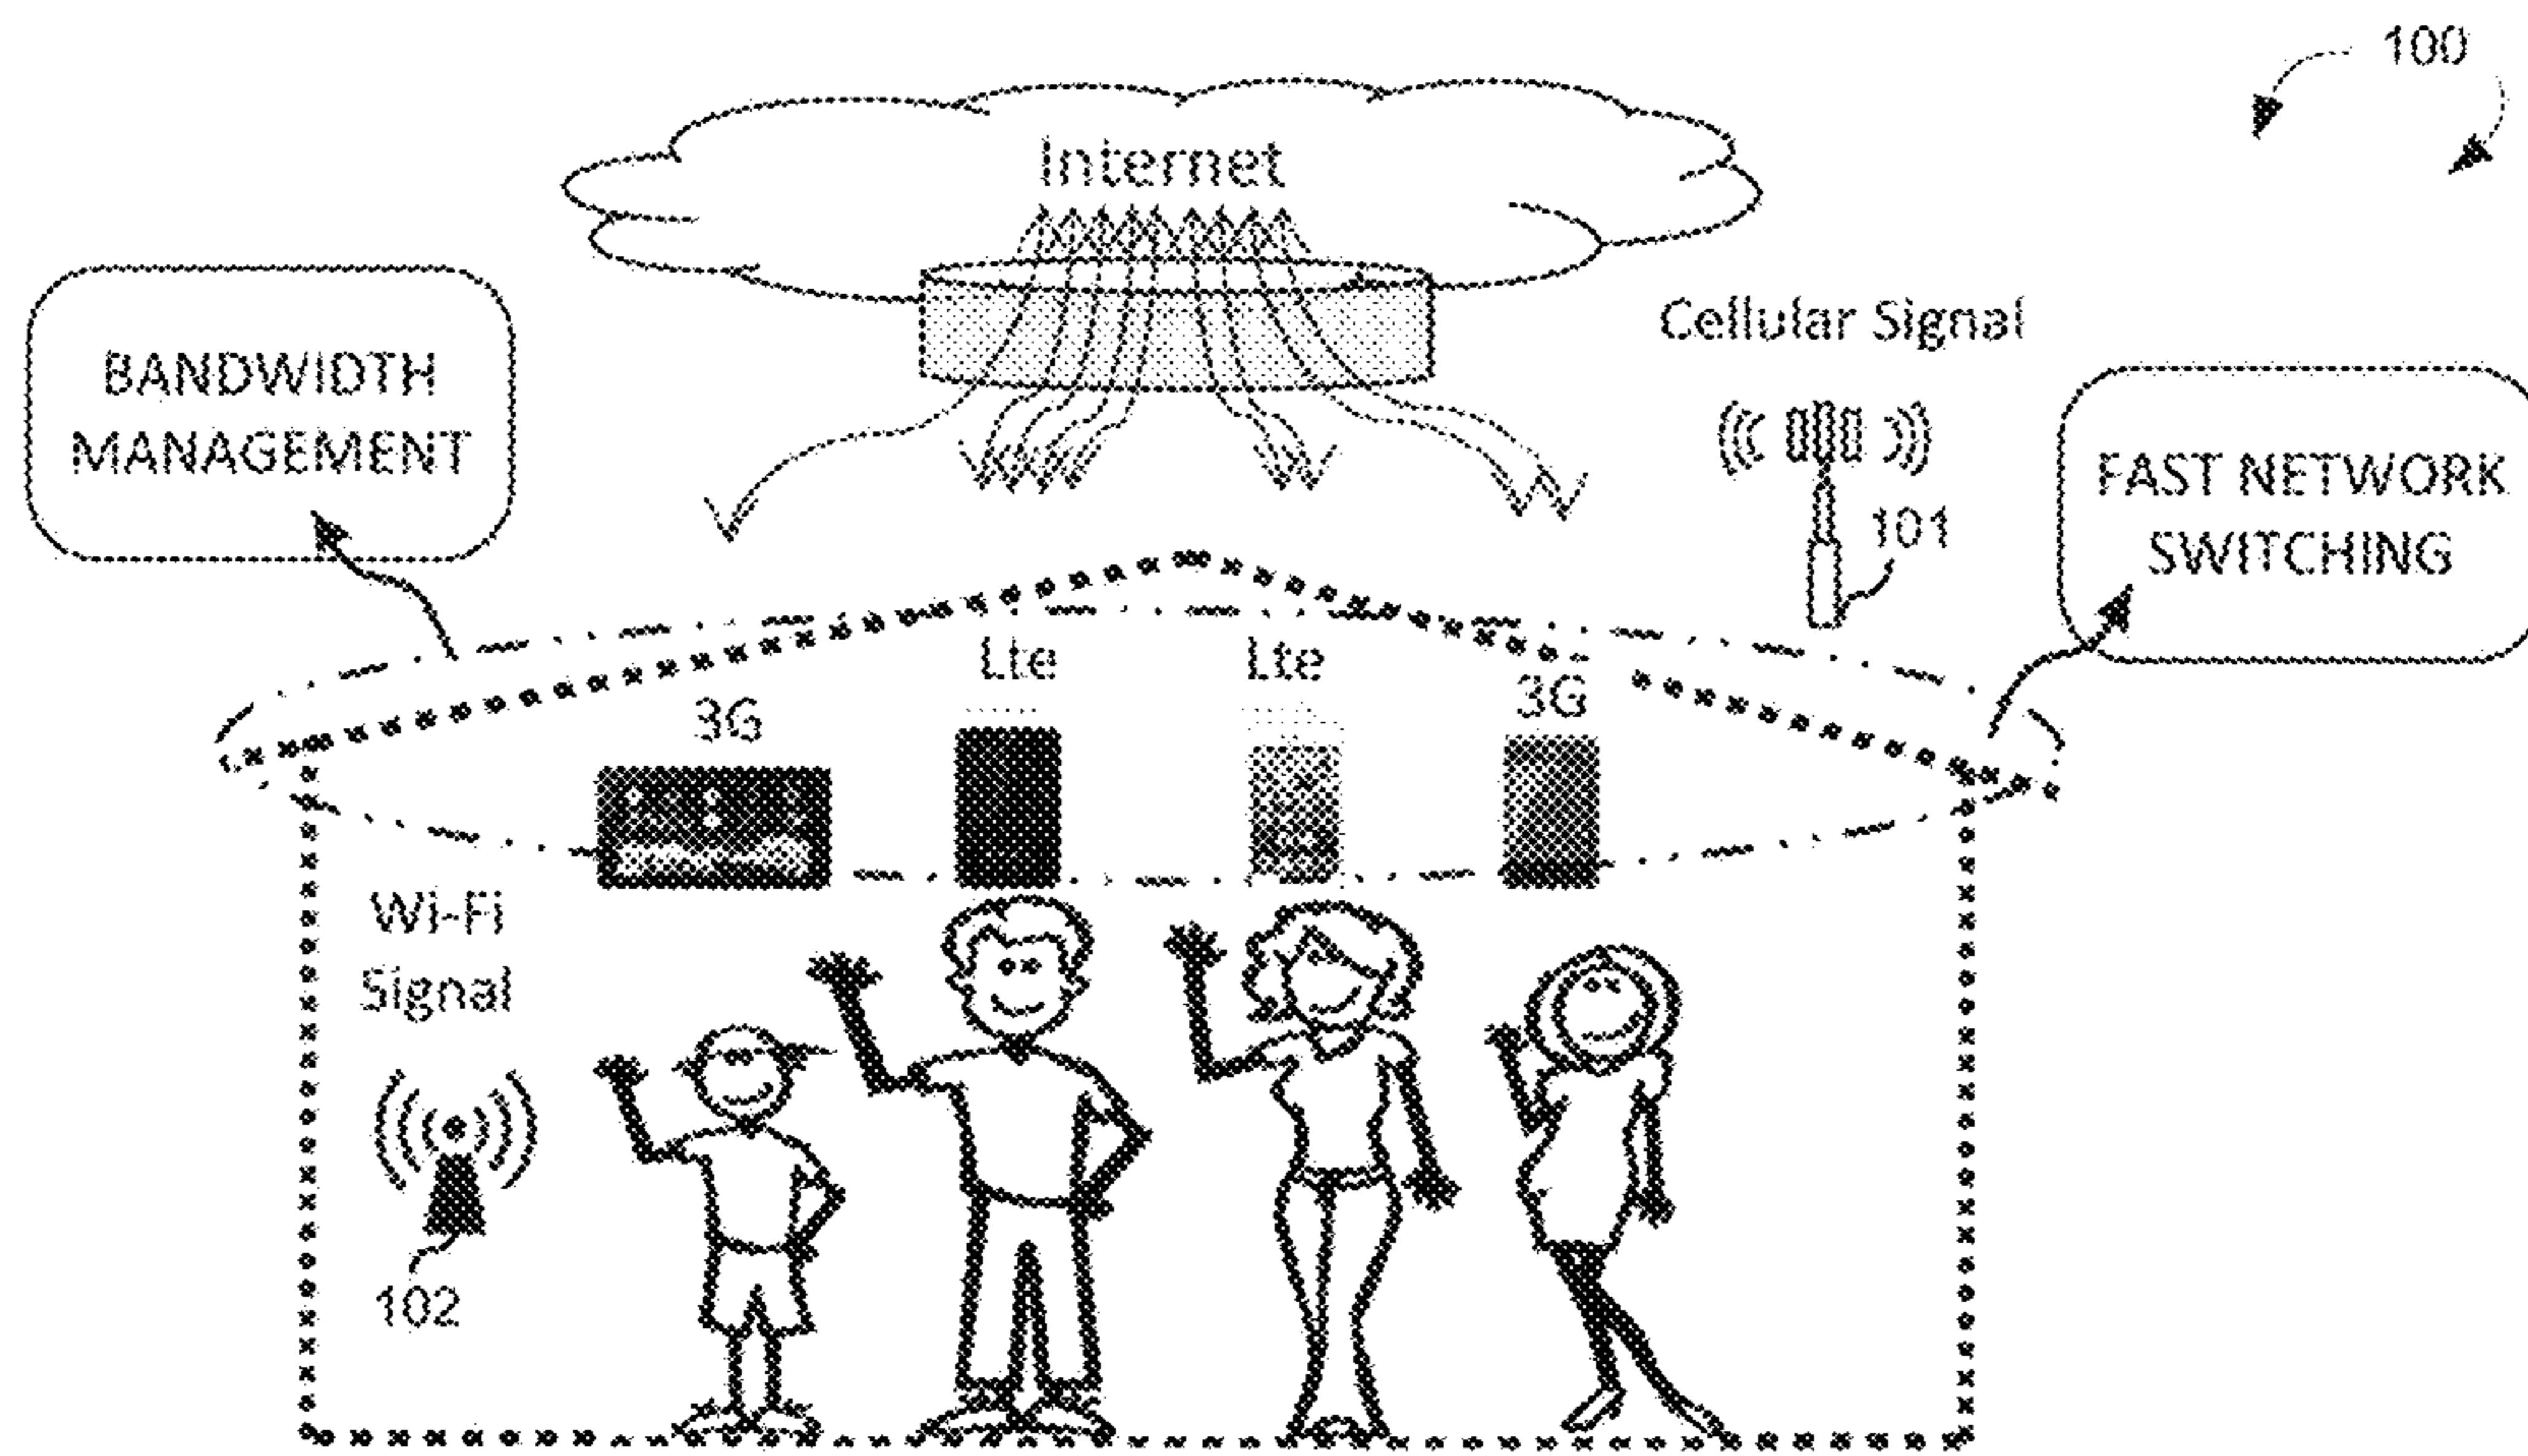 100
Internet
Cellular Signal
BANDWIDTH
MANAGEMENT
FAST NETWORK
SWITCHING
101
Lte
Lte
3G
3G
Wi-Fi
Signal
102